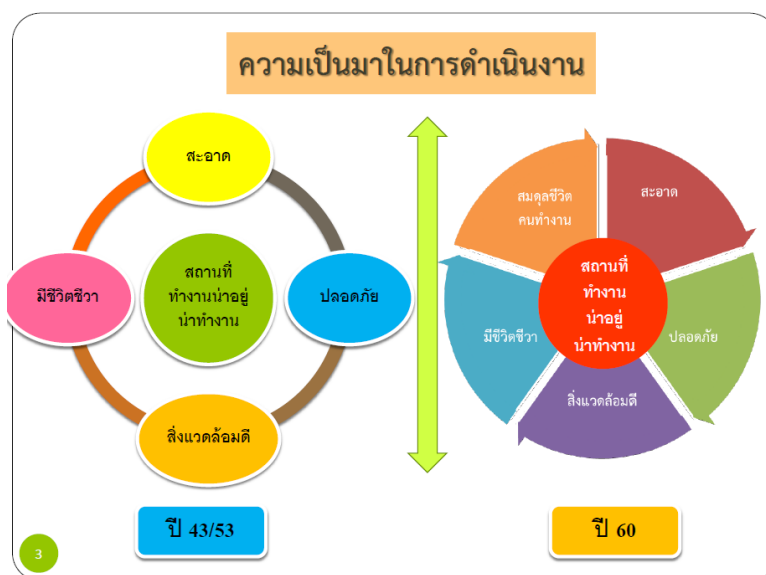 ความเป็นมาในการดำเนินงาน
สะอาด
มีชีวิตชีวา
สถานที่
ทำงานน่าอยู่
น่าทำงาน
ปลอดภัย
สิ่งแวดล้อมดี
ปี 43/53
สมดุลชีวิต
คนทำงาน
สะอาด
สถานที่
ทำงาน
น่าอยู่
น่าทำงาน
มีชีวิตชีวา
ปลอดภัย
สิ่งแวดล้อมดี
ปี 60
3